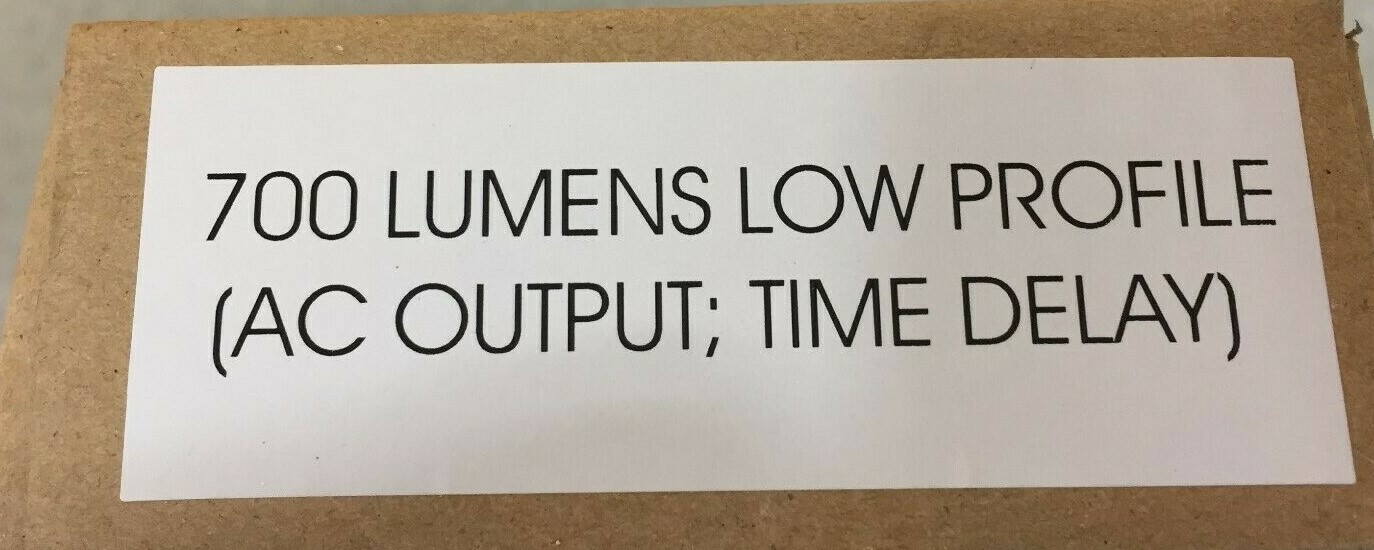 700 LUMENS LOW PROFILE
(AC OUTPUT; TIME DELAY)